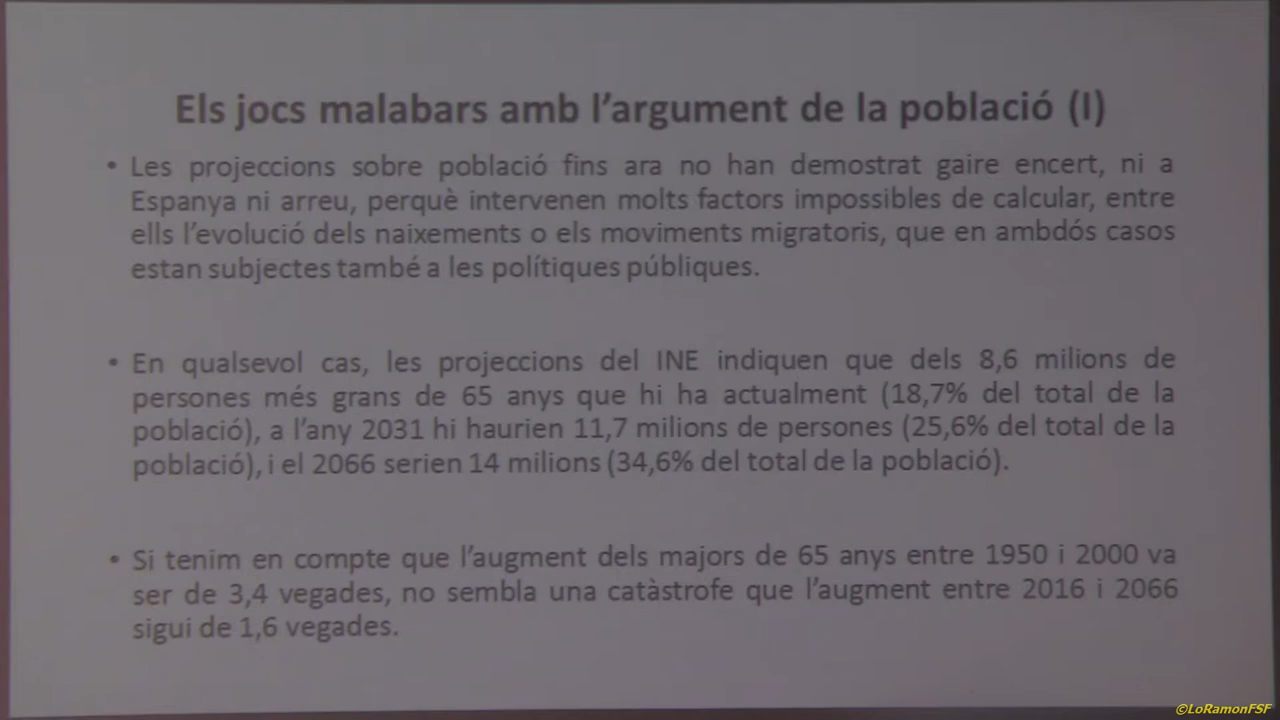 Els jocs malabars amb l'argument de la població (I)
• Les projeccions sobre població fins ara no han demostrat gaire encert, ni a
Espanya ni arreu, perquè intervenen molts factors impossibles de calcular, entre
ells l'evolució dels naixements o els moviments migratoris, que en ambdós casos
estan subjectes també a les polítiques públiques.
• En qualsevol cas, les projeccions del INE indiquen que dels 8,6 milions de
persones més grans de 65 anys que hi ha actualment (18,7% del total de la
població), a l'any 2031 hi haurien 11,7 milions de persones (25,6% del total de la
població), i el 2066 serien 14 milions (34,6% del total de la població).
• Si tenim en compte que l'augment dels majors de 65 anys entre 1950 i 2000 va
ser de 3,4 vegades, no sembla una catàstrofe que l'augment entre 2016 i 2066
sigui de 1,6 vegades.
©LoRamonFSF